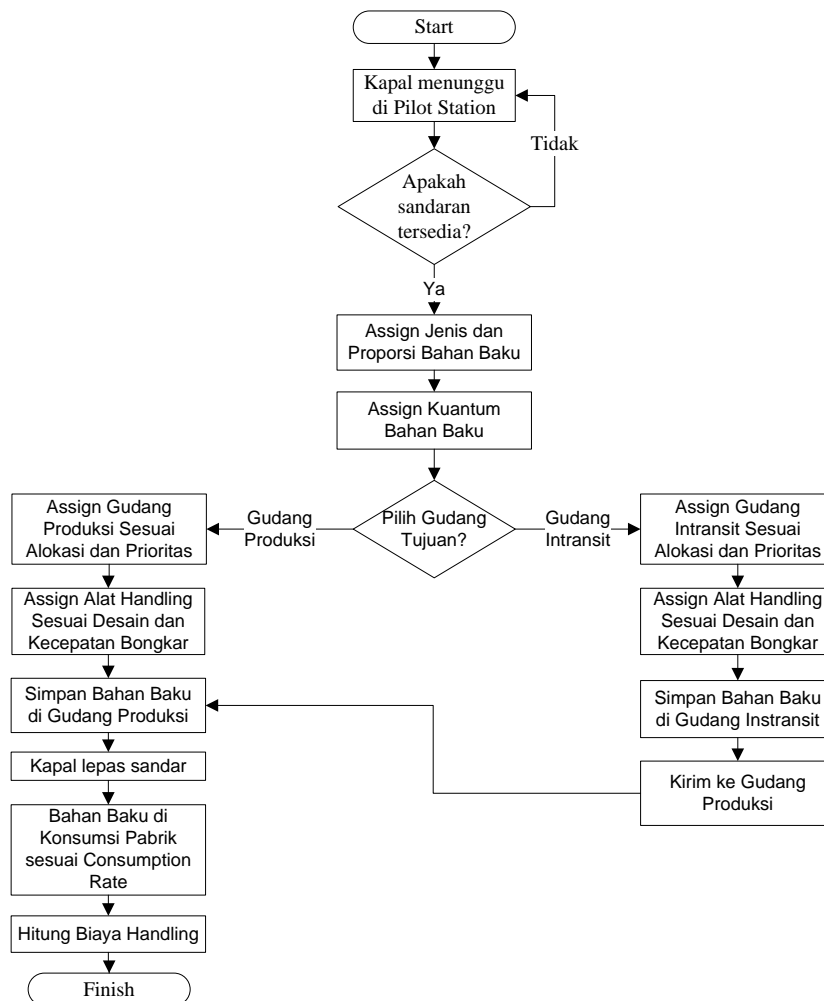 Start
Kapal menunggu
di Pilot Station
Tidak
Apakah
sandaran
tersedia?
Ya
Assign Jenis dan
Proporsi Bahan Baku
Assign Kuantum
Bahan Baku
Pilih Gudang
Tujuan?
Gudang
Produksi
Gudang
Intransit
Assign Gudang
Produksi Sesuai
Alokasi dan Prioritas
Assign Alat Handling
Sesuai Desain dan
Kecepatan Bongkar
Simpan Bahan Baku
di Gudang Produksi
Kapal lepas sandar
Bahan Baku di
Konsumsi Pabrik
sesuai Consumption
Rate
Hitung Biaya Handling
Finish
Assign Gudang
Intransit Sesuai
Alokasi dan Prioritas
Assign Alat Handling
Sesuai Desain dan
Kecepatan Bongkar
Simpan Bahan Baku
di Gudang Instransit
Kirim ke Gudang
Produksi